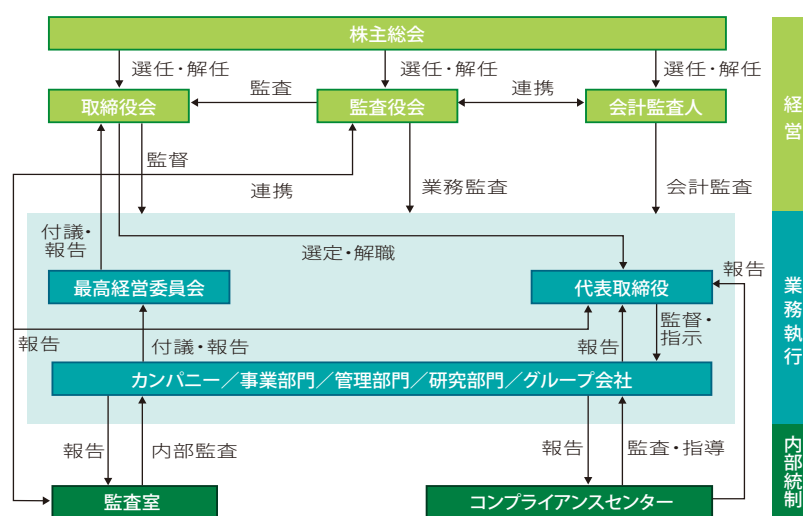 株主総会
選任・解任
選任・解任
選任・解任
取締役会
監査
監査役会
連携
会計監査人
経営
監督
連携
業務監査
会計監査
付議・
報告
選定・解職
報告
最高経営委員会
代表取締役
業務執行
報告
付議・報告
報告
監督・
指示
カンパニー／事業部門／管理部門／研究部門／グループ会社
報告
内部監査
報告
監査・指導
内部統制
監査室
コンプライアンスセンター